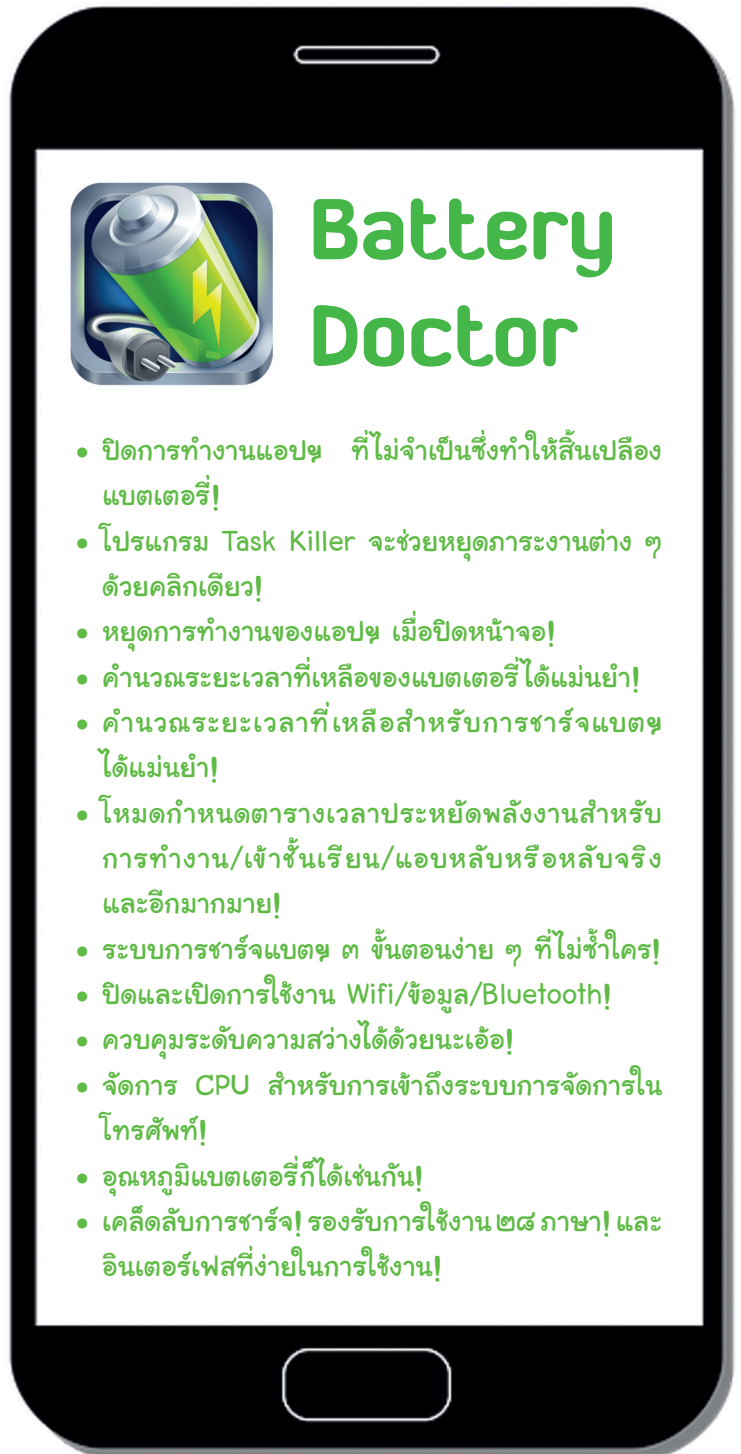 Battery
Doctor
• ปิดการทำงานแอปฯ ที่ไม่จำเป็นซึ่งทำให้สิ้นเปลือง
แบตเตอรี่!
• โปรแกรม Task Killer จะช่วยหยุดภาระงานต่าง ๆ
ด้วยคลิกเดียว!
• หยุดการทำงานของแอปฯ เมื่อปิดหน้าจอ!
• คำนวณระยะเวลาที่เหลือของแบตเตอรี่ได้แม่นยำ!
• คำนวณระยะเวลาที่เหลือสำหรับการชาร์จแบตฯ
ได้แม่นยำ!
• โหมดกำหนดตารางเวลาประหยัดพลังงานสำหรับ
การทำงาน/เข้าชั้นเรียน/แอบหลับหรือหลับจริง
และอีกมากมาย!
• ระบบการชาร์จแบตฯ ๓ ขั้นตอนง่าย ๆ ที่ไม่ซ้ำใคร!
• ปิดและเปิดการใช้งาน Wifi/ข้อมูล/Bluetooth!
• ควบคุมระดับความสว่างได้ด้วยนะเอ้อ!
• จัดการ CPU สำหรับการเข้าถึงระบบการจัดการใน
โทรศัพท์!
• อุณหภูมิแบตเตอรี่ก็ได้เช่นกัน!
• เคล็ดลับการชาร์จ! รองรับการใช้งาน ๒๘ ภาษา! และ
อินเตอร์เฟสที่ง่ายในการใช้งาน!